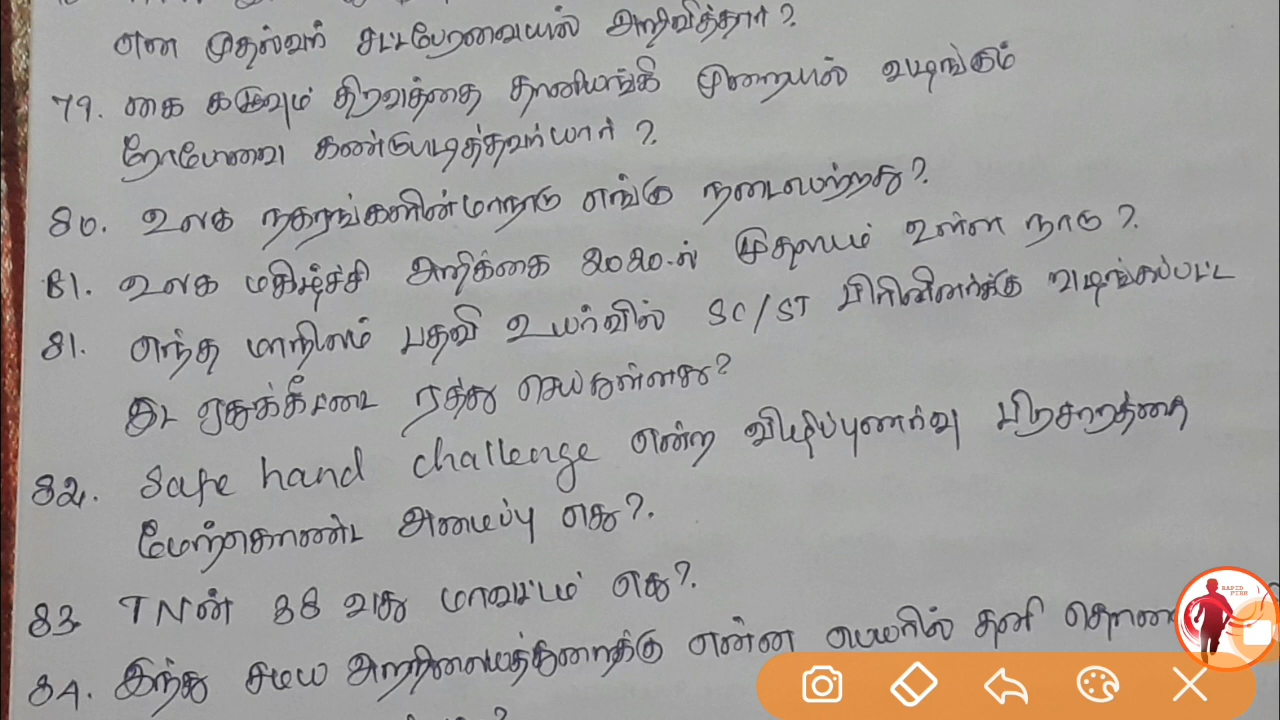 என முதல்வர் சட்டபேரவையில் அறிவித்தார்?
79. கை கழுவும் திரவத்தை தானியங்கி முறையில் வழங்கும்
ரோபோவை கண்டுபிடித்தவர் யார்?
80. உலக நகரங்களின் மாநாடு எங்கு நடைபெற்றது?
81. உலக மகிழ்ச்சி அறிக்கை 2020-ல் முதலிடம் உள்ள நாடு?
81. எந்த மாநிலம் பதவி உயர்வில் SC/ST பிரிவினர்க்கு வழங்கப்பட்ட
இட ஒதுக்கீட்டை ரத்து செய்துள்ளது?
82. Safe hand challenge என்ற விழிப்புணர்வு பிரசாரத்தை
மேற்கொண்ட அமைப்பு எது?
83. TNன் 38 வது மாவட்டம் எது?
84. இந்து சமய அறநிலையத்துறைக்கு என்ன பெயரில் தனி
RAPID FIRE